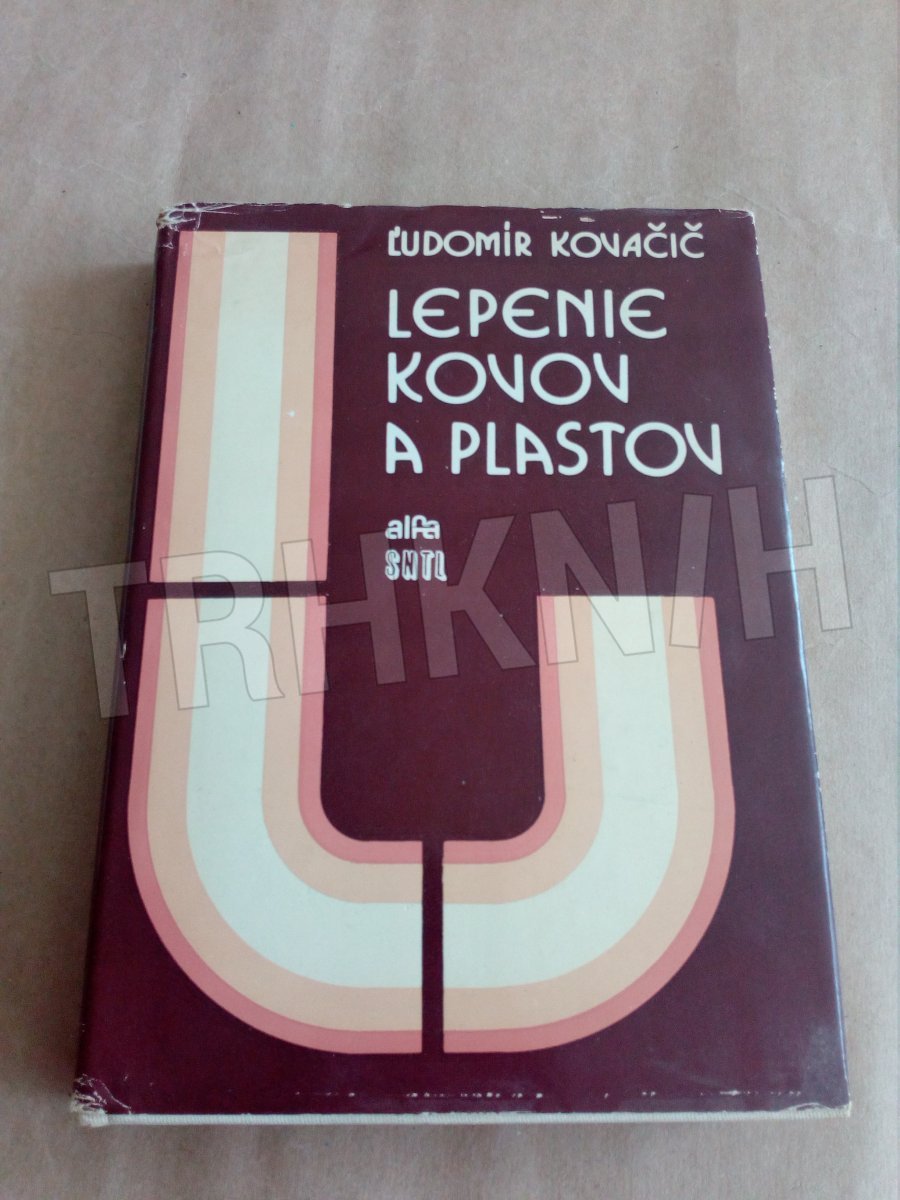 ĽUDOMÍR KOVAČIČ
LEPENIE
KOVOV
A PLASTOV
alfa
SNTL
TRHKNIH